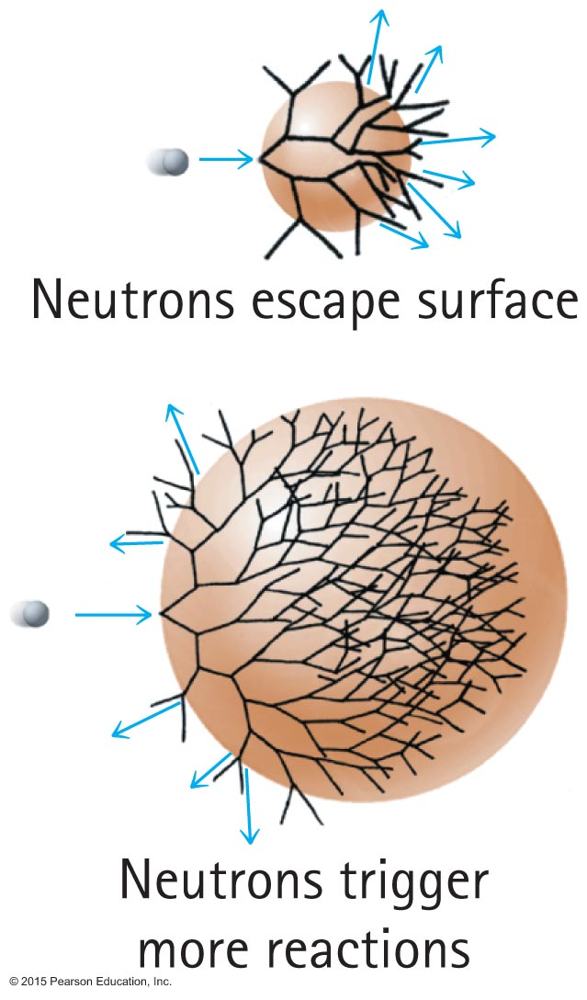 Neutrons escape surface
Neutrons trigger
more reactions
© 2015 Pearson Education, Inc.